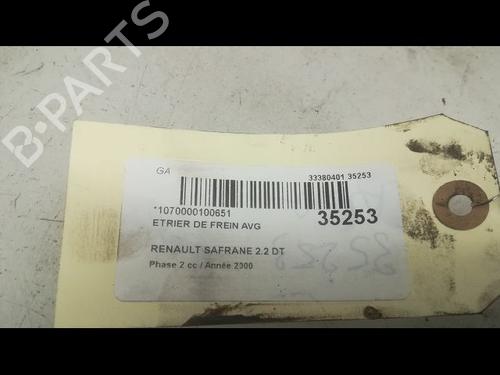 B-PARTS
GA
33380401 35253
*1070000100651
35253
ETRIER DE FREIN AVG
RENAULT SAFRANE 2.2 DT
Phase 2 cc / Année 2000